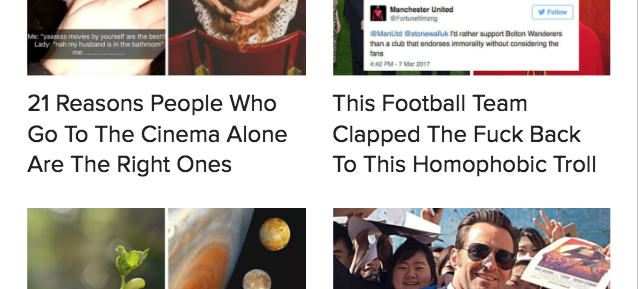 Me: "yaassss movies by yourself are the best!!
Lady: "nah my husband is in the bathroom"
me: ....................
Manchester United
@Fortunefilmzng
Follow
@ManUtd @stonewalluk I'd rather support Bolton Wanderers
than a club that endorses immorality without considering the
fans
4:42 PM - 7 Mar 2017
21 Reasons People Who
Go To The Cinema Alone
Are The Right Ones
This Football Team
Clapped The Fuck Back
To This Homophobic Troll